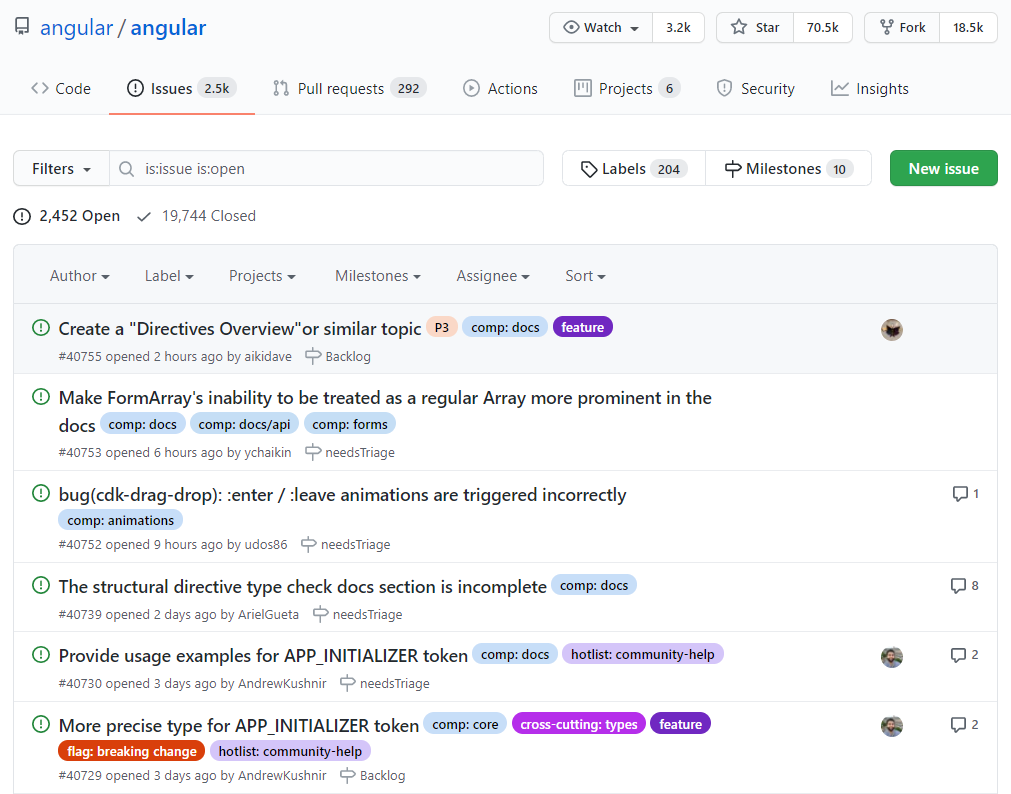 angular / angular Watch 3.2k Star 70.5k Fork 18.5k
Code Issues 2.5k Pull requests 292 Actions Projects 6 Security Insights
Filters is:issue is:open Labels 204 Milestones 10 New issue
2,452 Open 19,744 Closed
Author Label Projects Milestones Assignee Sort
Create a "Directives Overview"or similar topic P3 comp: docs feature
#40755 opened 2 hours ago by aikidave Backlog
Make FormArray's inability to be treated as a regular Array more prominent in the
docs comp: docs comp: docs/api comp: forms
#40753 opened 6 hours ago by ychaikin needsTriage
bug(cdk-drag-drop): :enter / :leave animations are triggered incorrectly 1
comp: animations
#40752 opened 9 hours ago by udos86 needsTriage
The structural directive type check docs section is incomplete comp: docs 8
#40739 opened 2 days ago by ArielGueta needsTriage
Provide usage examples for APP_INITIALIZER token comp: docs hotlist: community-help 2
#40730 opened 3 days ago by AndrewKushnir needsTriage
More precise type for APP_INITIALIZER token comp: core cross-cutting: types feature 2
flag: breaking change hotlist: community-help
#40729 opened 3 days ago by AndrewKushnir Backlog